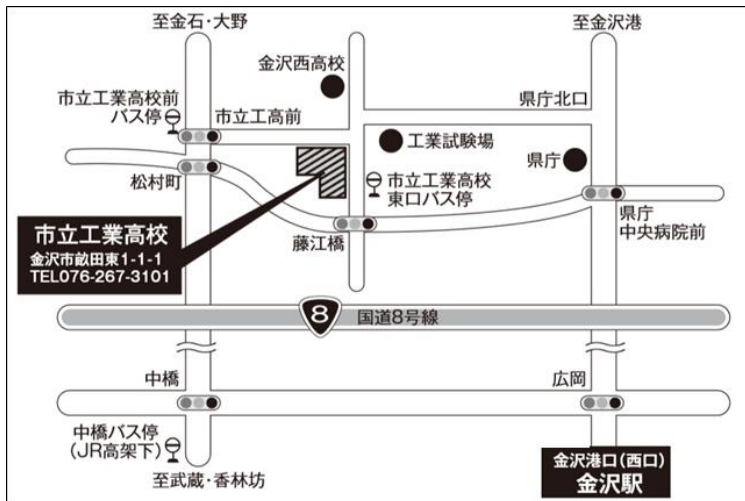 至金石・大野
至金沢港
金沢西高校
市立工業高校前
バス停
市立工高前
県庁北口
工業試験場
県庁
松村町
市立工業高校
東口バス停
藤江橋
県庁
中央病院前
市立工業高校
金沢市畝田東1-1-1
TEL076-267-3101
8
国道8号線
中橋
広岡
中橋バス停
(JR高架下)
至武蔵・香林坊
金沢港口(西口)
金沢駅